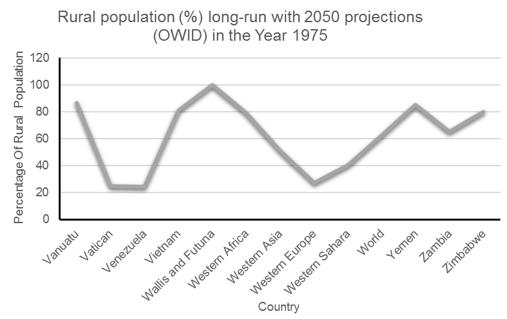 Rural population (%) long-run with 2050 projections
(OWID) in the Year 1975
Percentage Of Rural Population
120
100
80
60
40
20
0
Vanuatu
Vatican
Venezuela
Vietnam
Wallis and Futuna
Western Africa
Western Asia
Western Europe
Western Sahara
World
Yemen
Zambia
Zimbabwe
Country